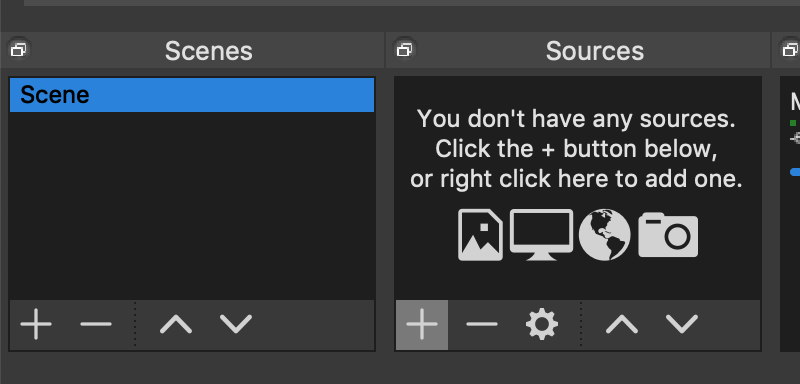 Scenes
Sources
Scene
You don't have any sources.
Click the + button below,
or right click here to add one.